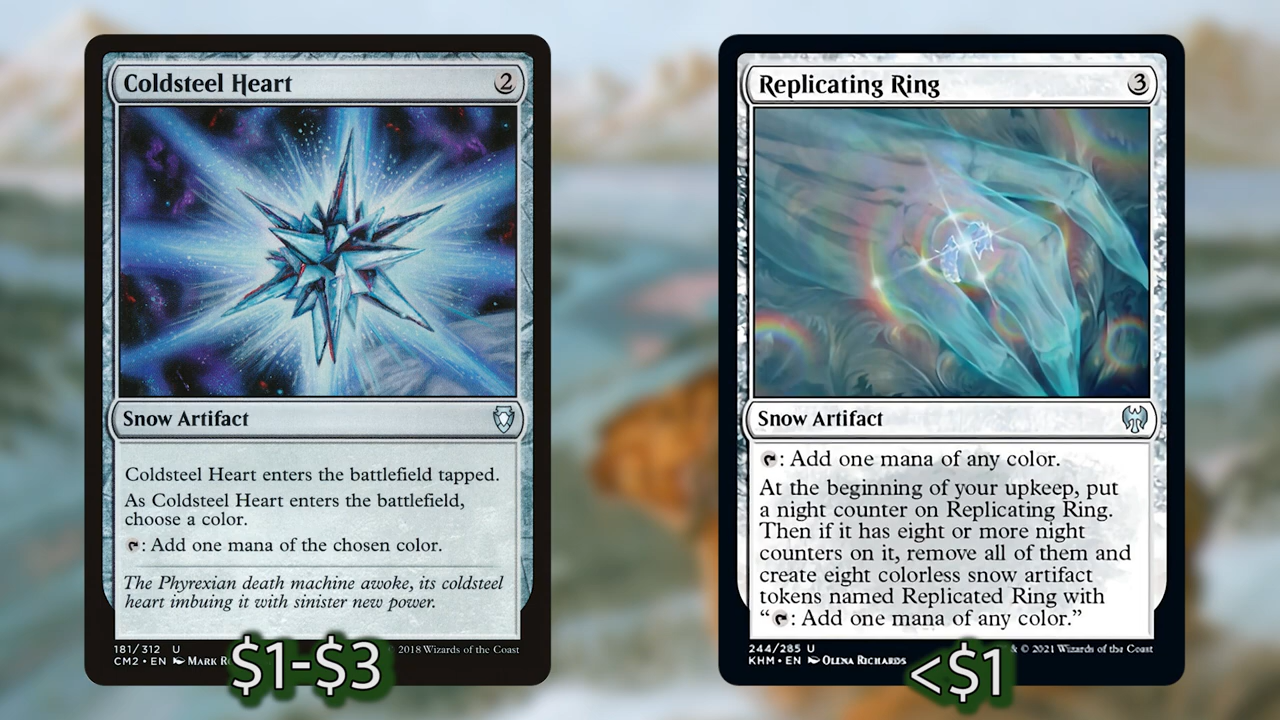 Coldsteel Heart 2
Snow Artifact
Coldsteel Heart enters the battlefield tapped.
As Coldsteel Heart enters the battlefield,
choose a color.
: Add one mana of the chosen color.
The Phyrexian death machine awoke, its coldsteel
heart imbuing it with sinister new power.
181/312 U
CM2 • EN MARK
2018 Wizards of the Coast
$1-$3
Replicating Ring 3
Snow Artifact
: Add one mana of any color.
At the beginning of your upkeep, put
a night counter on Replicating Ring.
Then if it has eight or more night
counters on it, remove all of them and
create eight colorless snow artifact
tokens named Replicated Ring with
“: Add one mana of any color.”
244/285 U
KHM • EN OLENA RICHARDS
& © 2021 Wizards of the Coast
<$1